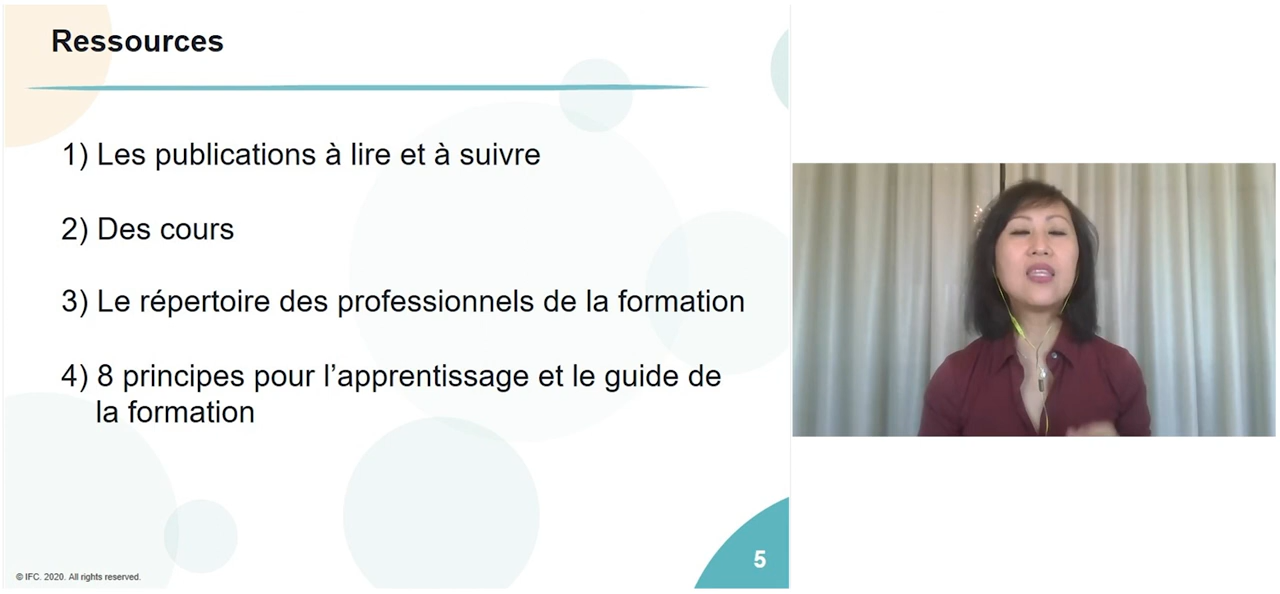 Ressources
1) Les publications à lire et à suivre
2) Des cours
3) Le répertoire des professionnels de la formation
4) 8 principes pour l’apprentissage et le guide de
la formation
5
© IFC. 2020. All rights reserved.